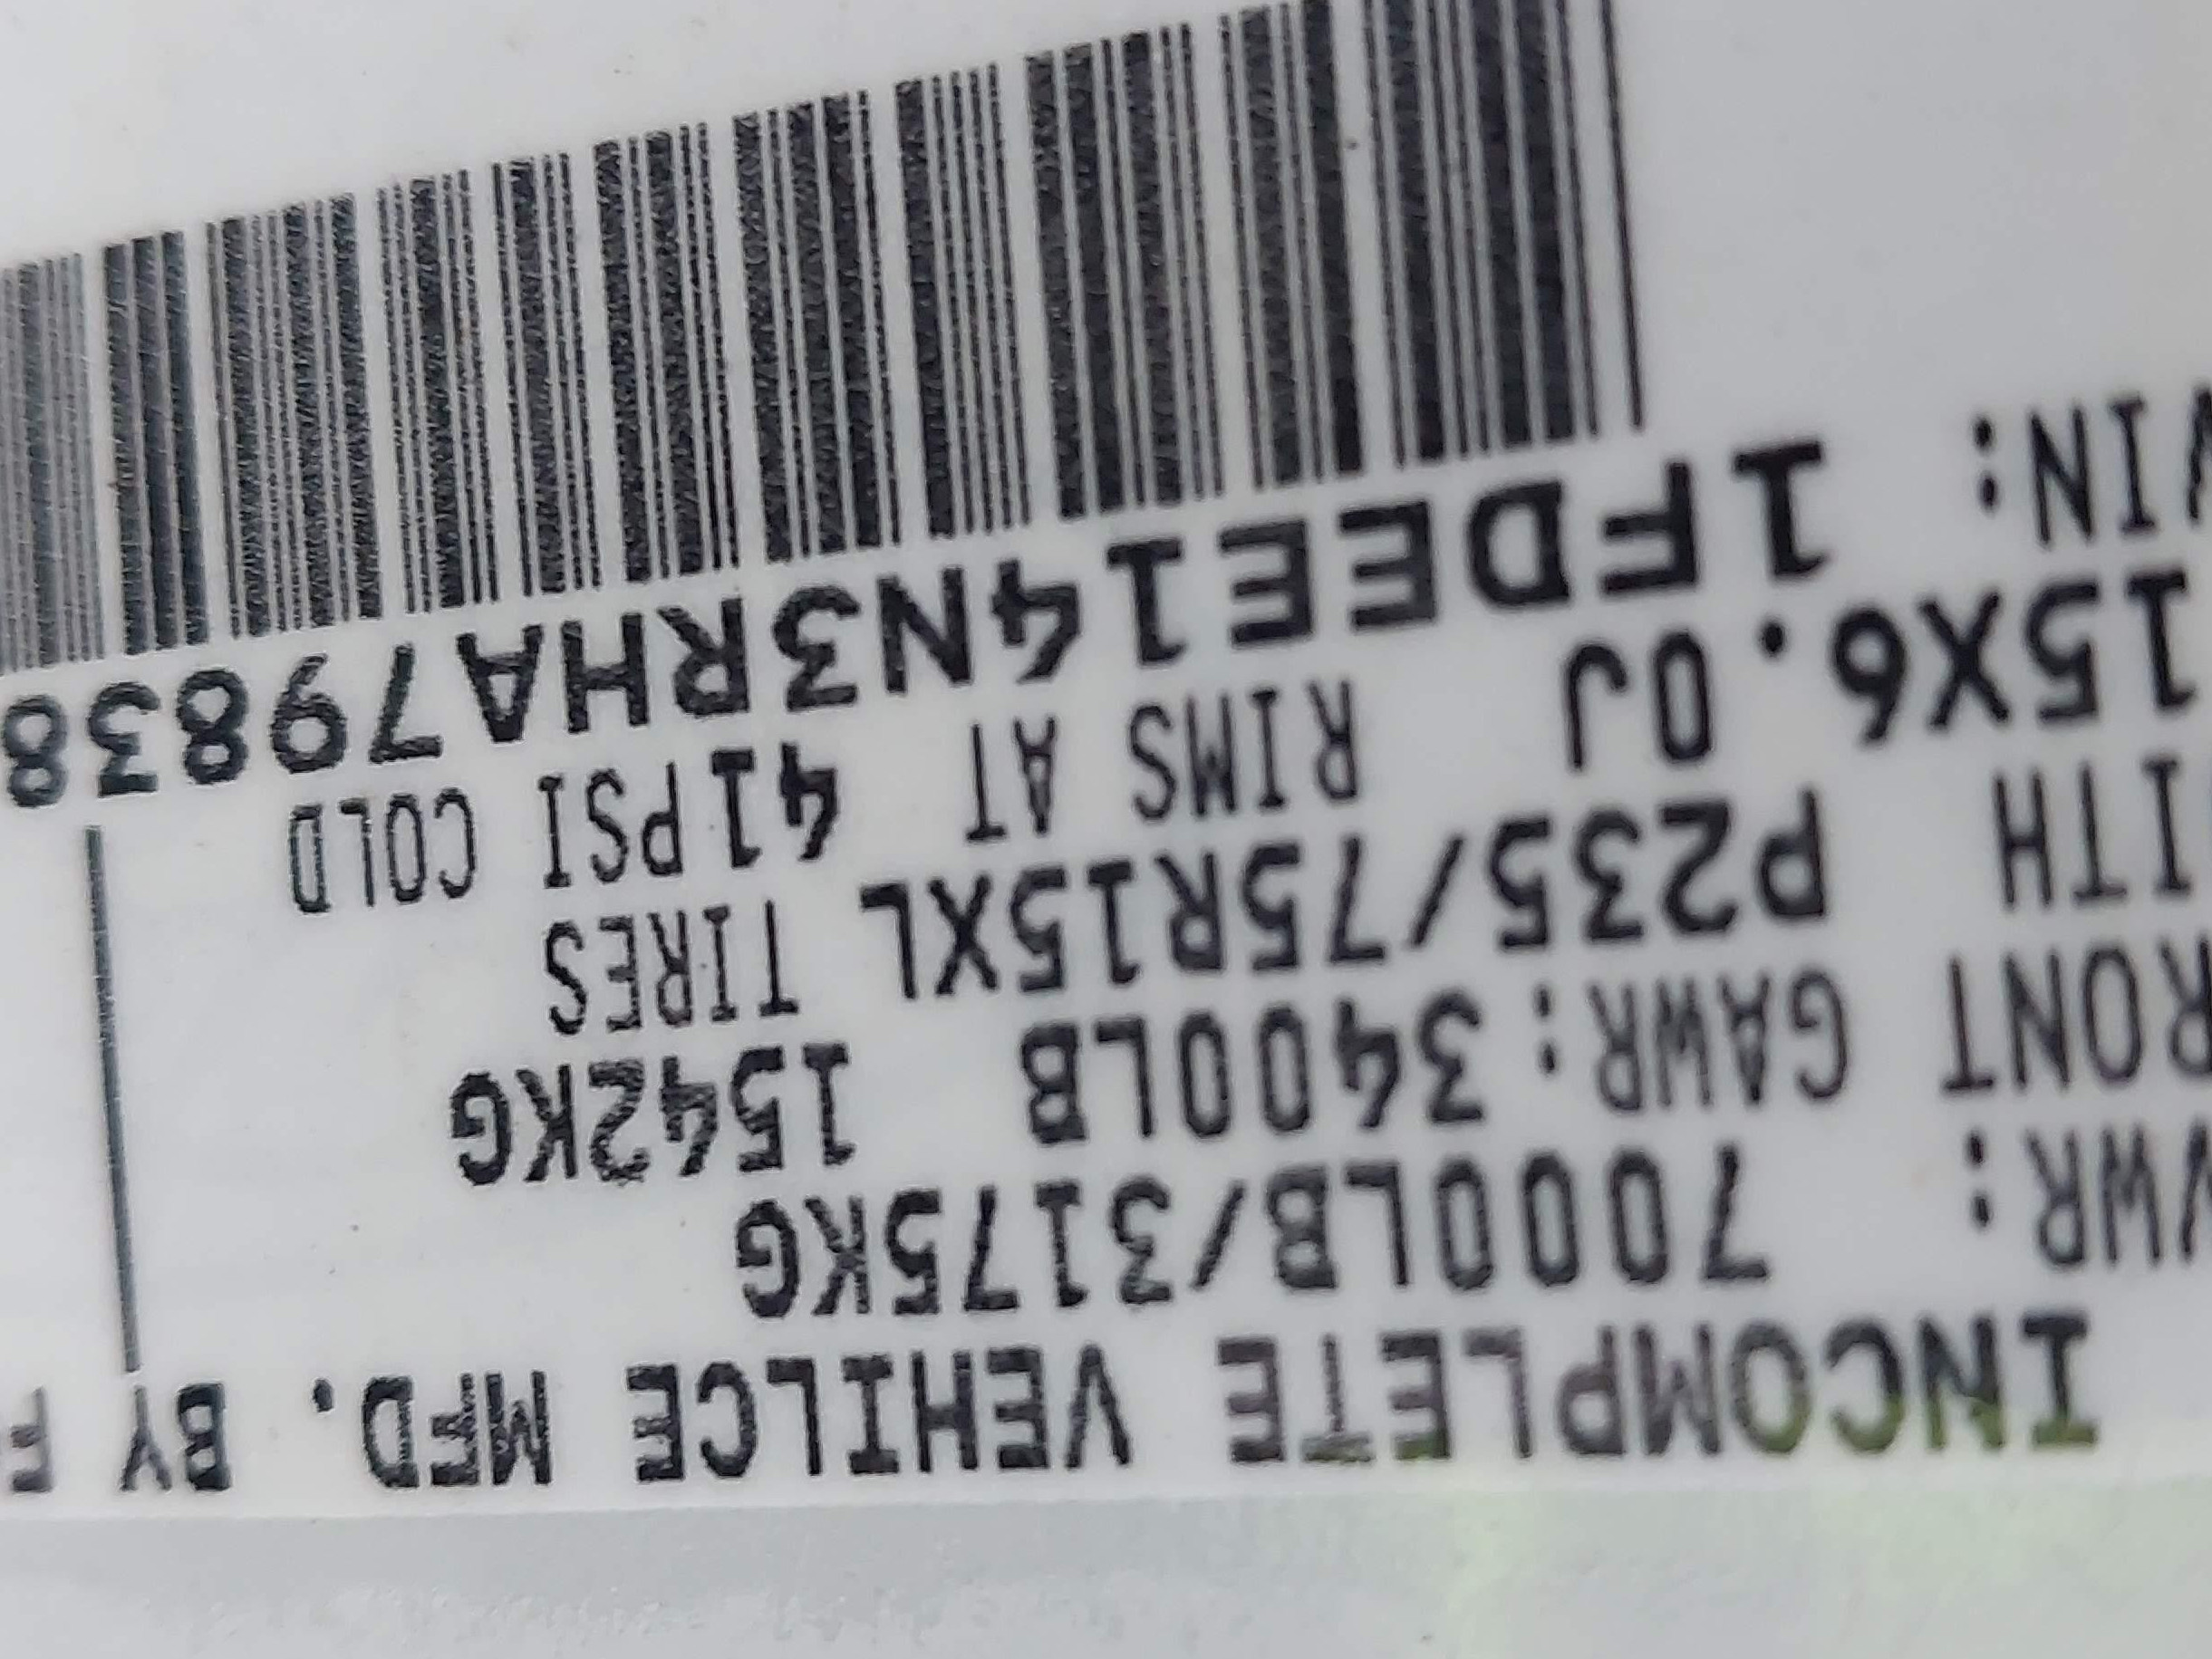 INCOMPLETE VEHILCE MFD. BY F
VWR: 7000LB/3175KG
RONT GAWR: 3400LB 1542KG
ITH P235/75R15XL TIRES
15X6.0J RIMS AT 41PSI COLD
VIN: 1FDEE14N3RHA79838